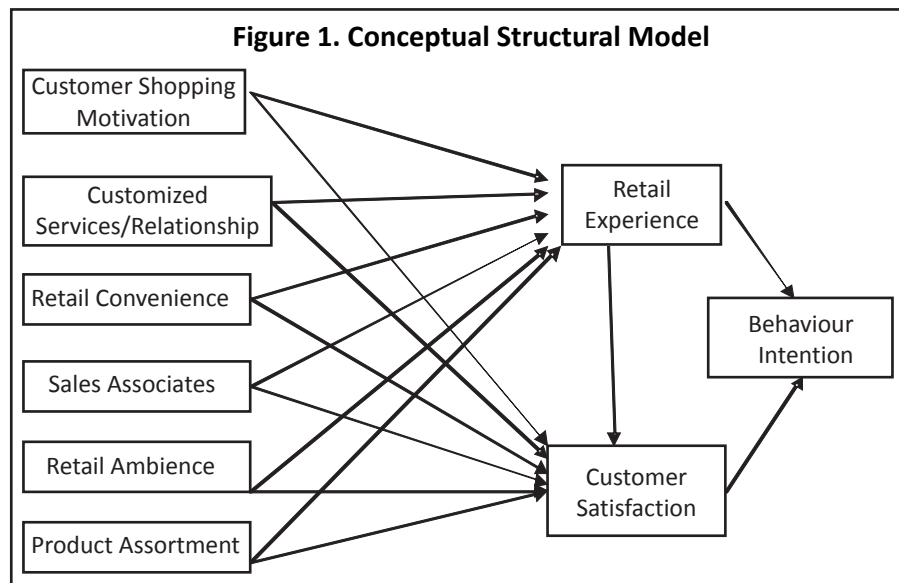 Figure 1. Conceptual Structural Model
Customer Shopping
Motivation
Customized
Services/Relationship
Retail Convenience
Sales Associates
Retail Ambience
Product Assortment
Retail
Experience
Customer
Satisfaction
Behaviour
Intention